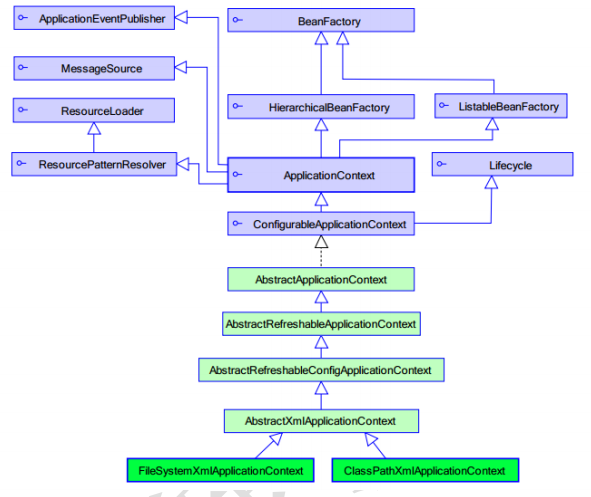 ApplicationEventPublisher
BeanFactory
MessageSource
ResourceLoader
HierarchicalBeanFactory
ListableBeanFactory
ResourcePatternResolver
ApplicationContext
Lifecycle
ConfigurableApplicationContext
AbstractApplicationContext
AbstractRefreshableApplicationContext
AbstractRefreshableConfigApplicationContext
AbstractXmlApplicationContext
FileSystemXmlApplicationContext
ClassPathXmlApplicationContext